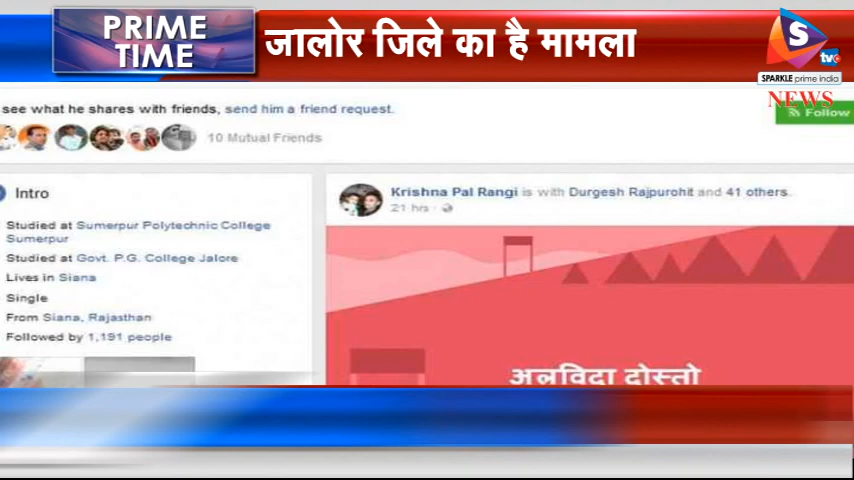 PRIME
TIME
जालोर जिले का है मामला
S
tv
SPARKLE prime india
NEWS
see what he shares with friends, send him a friend request.
Follow
10 Mutual Friends
Intro
Krishna Pal Rangi is with Durgesh Rajpurohit and 41 others.
21 hrs ·
Studied at Sumerpur Polytechnic College
Sumerpur
Studied at Govt. P.G. College Jalore
Lives in Siana
Single
From Siana, Rajasthan
Followed by 1,191 people
अलविदा दोस्तो